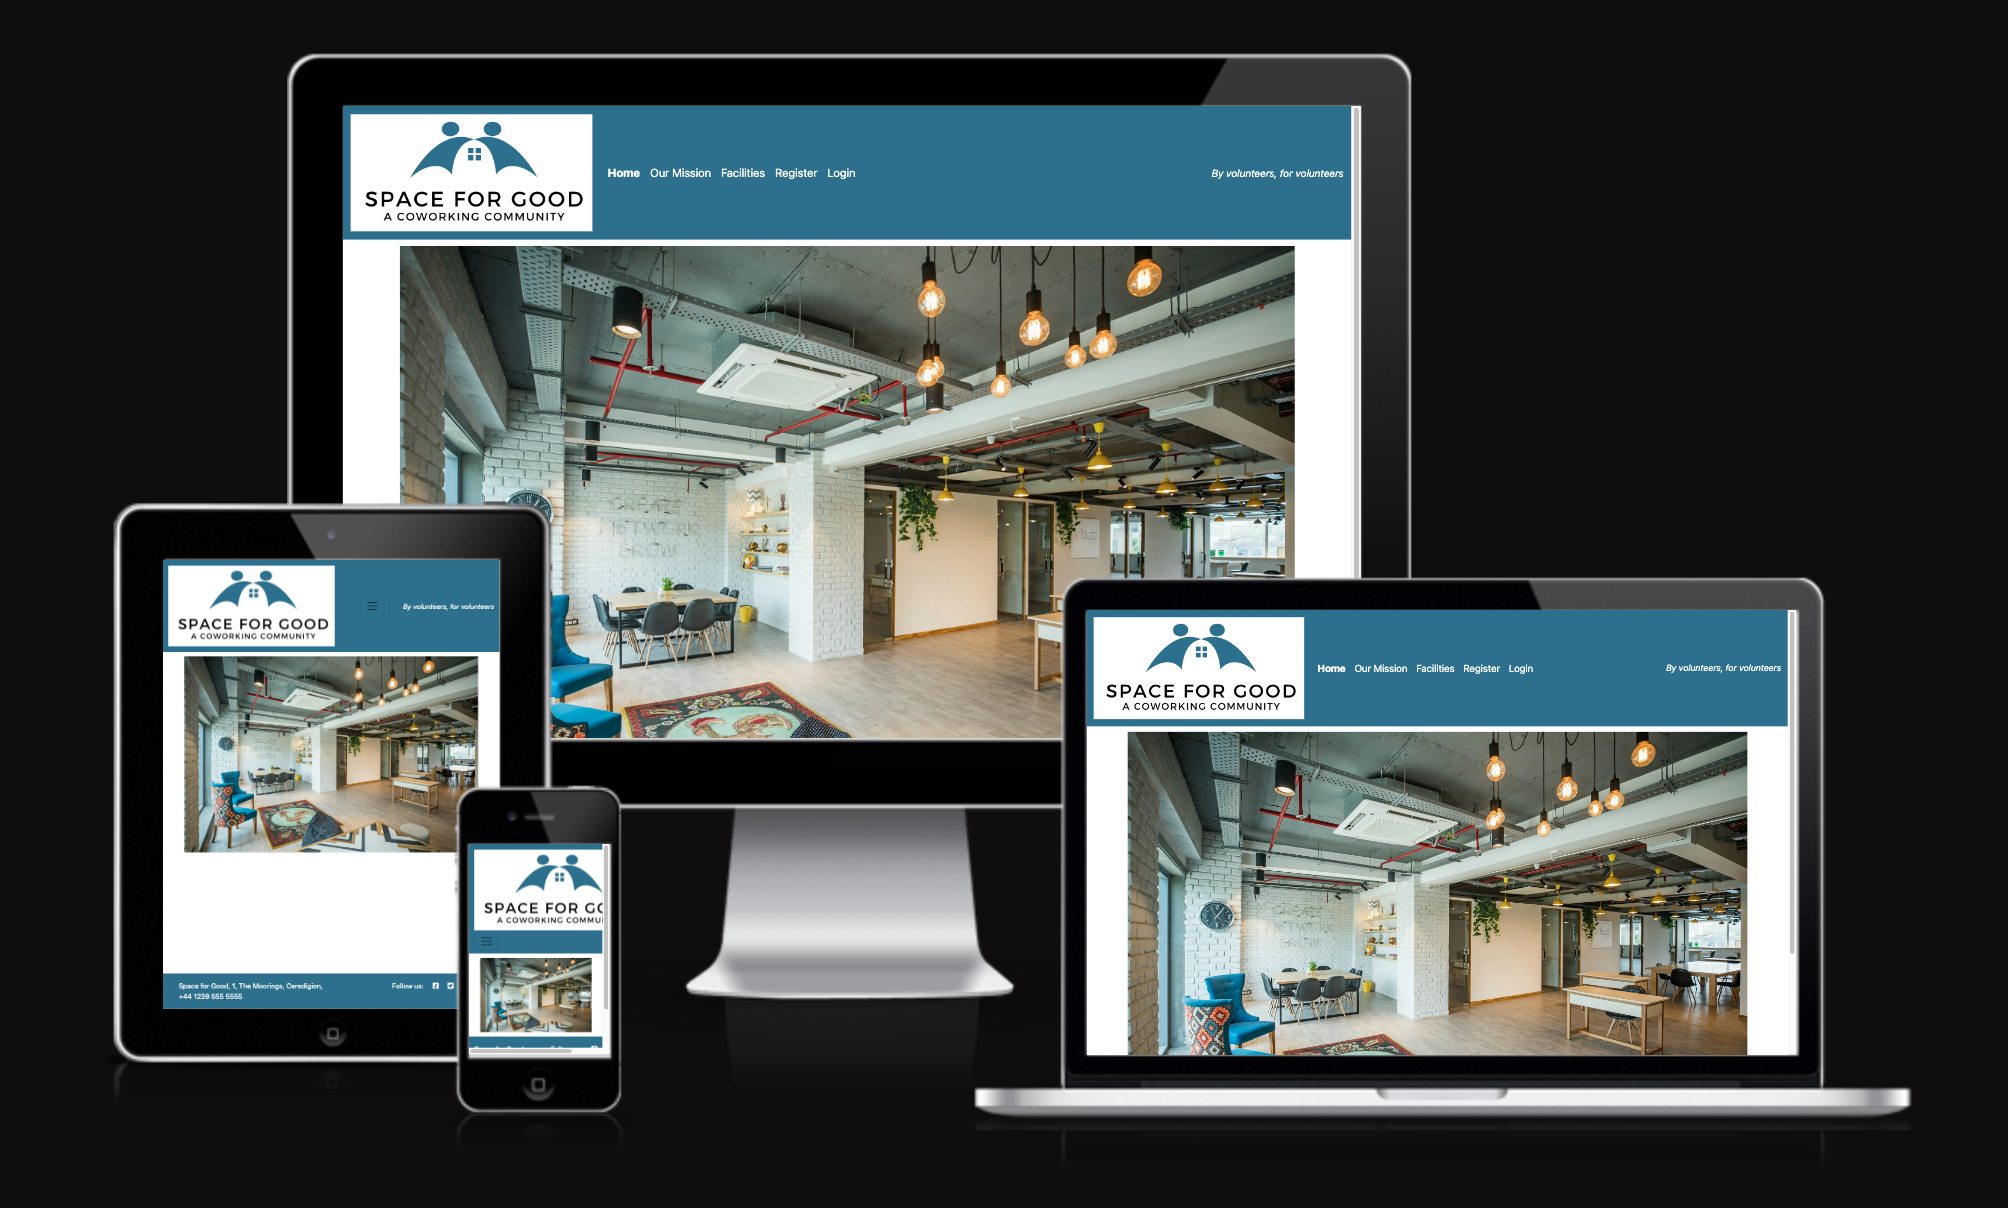 SPACE FOR GOOD
A COWORKING COMMUNITY
Home Our Mission Facilities Register Login
By volunteers, for volunteers
SPACE FOR GOOD
A COWORKING COMMUNITY
By volunteers, for volunteers
Space for Good, 1, The Moorings, Ceredigion,
+44 1239 555 5555
Follow us:
SPACE FOR GO
A COWORKING COMMU
SPACE FOR GOOD
A COWORKING COMMUNITY
Home Our Mission Facilities Register Login
By volunteers, for volunteers